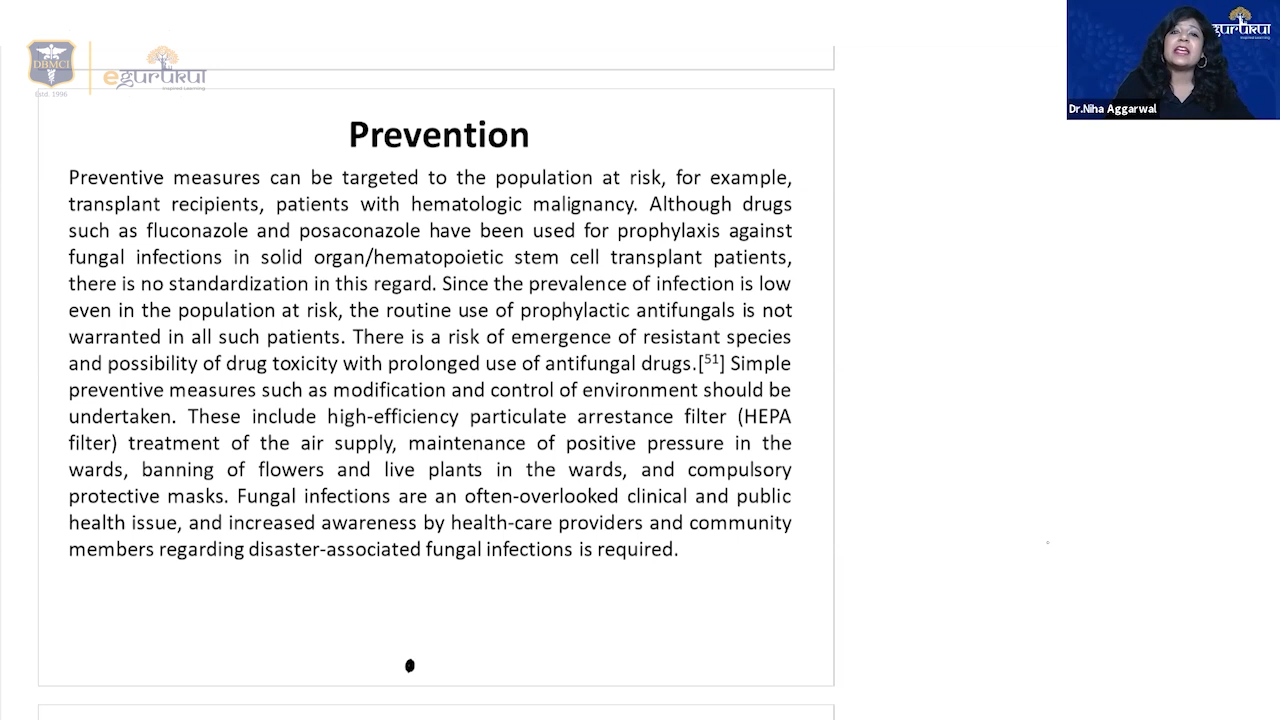 DBMCI
Estd. 1996
egurukul
Inspired Learning
gurukul
Inspired Learning
Dr.Niha Aggarwal
Prevention
Preventive measures can be targeted to the population at risk, for example,
transplant recipients, patients with hematologic malignancy. Although drugs
such as fluconazole and posaconazole have been used for prophylaxis against
fungal infections in solid organ/hematopoietic stem cell transplant patients,
there is no standardization in this regard. Since the prevalence of infection is low
even in the population at risk, the routine use of prophylactic antifungals is not
warranted in all such patients. There is a risk of emergence of resistant species
and possibility of drug toxicity with prolonged use of antifungal drugs.[51] Simple
preventive measures such as modification and control of environment should be
undertaken. These include high-efficiency particulate arrestance filter (HEPA
filter) treatment of the air supply, maintenance of positive pressure in the
wards, banning of flowers and live plants in the wards, and compulsory
protective masks. Fungal infections are an often-overlooked clinical and public
health issue, and increased awareness by health-care providers and community
members regarding disaster-associated fungal infections is required.